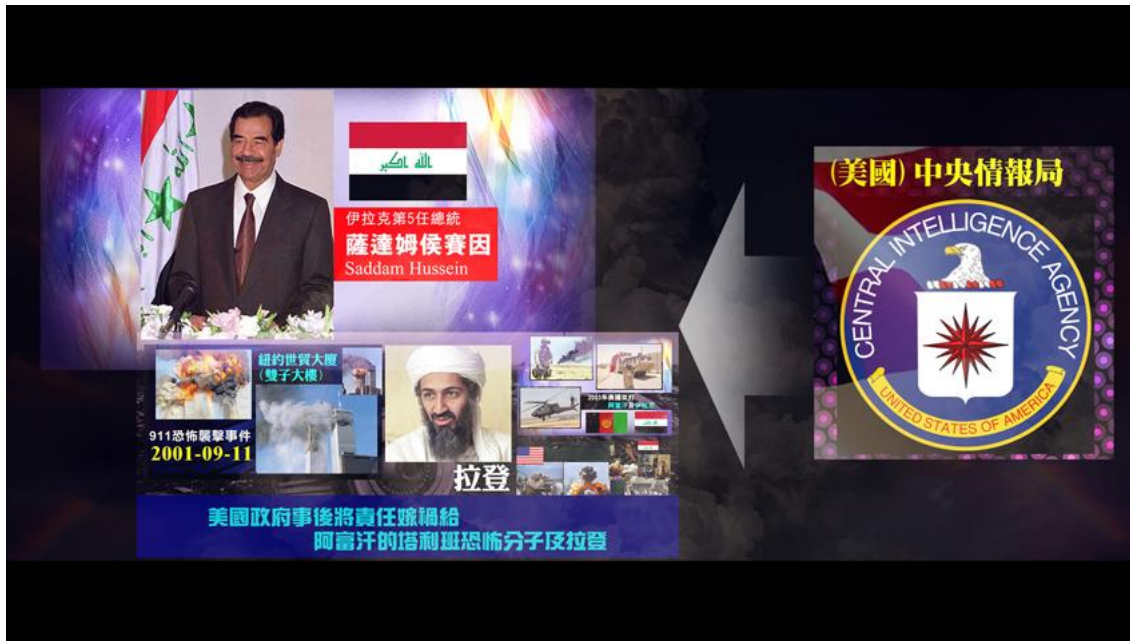 (美國) 中央情報局
CENTRAL INTELLIGENCE AGENCY
UNITED STATES OF AMERICA
الله اكبر
伊拉克第5任總統
薩達姆侯賽因
Saddam Hussein
紐約世貿大廈
(雙子大樓)
911恐怖襲擊事件
2001-09-11
拉登
美國政府事後將責任嫁禍給
阿富汗的塔利班恐怖分子及拉登